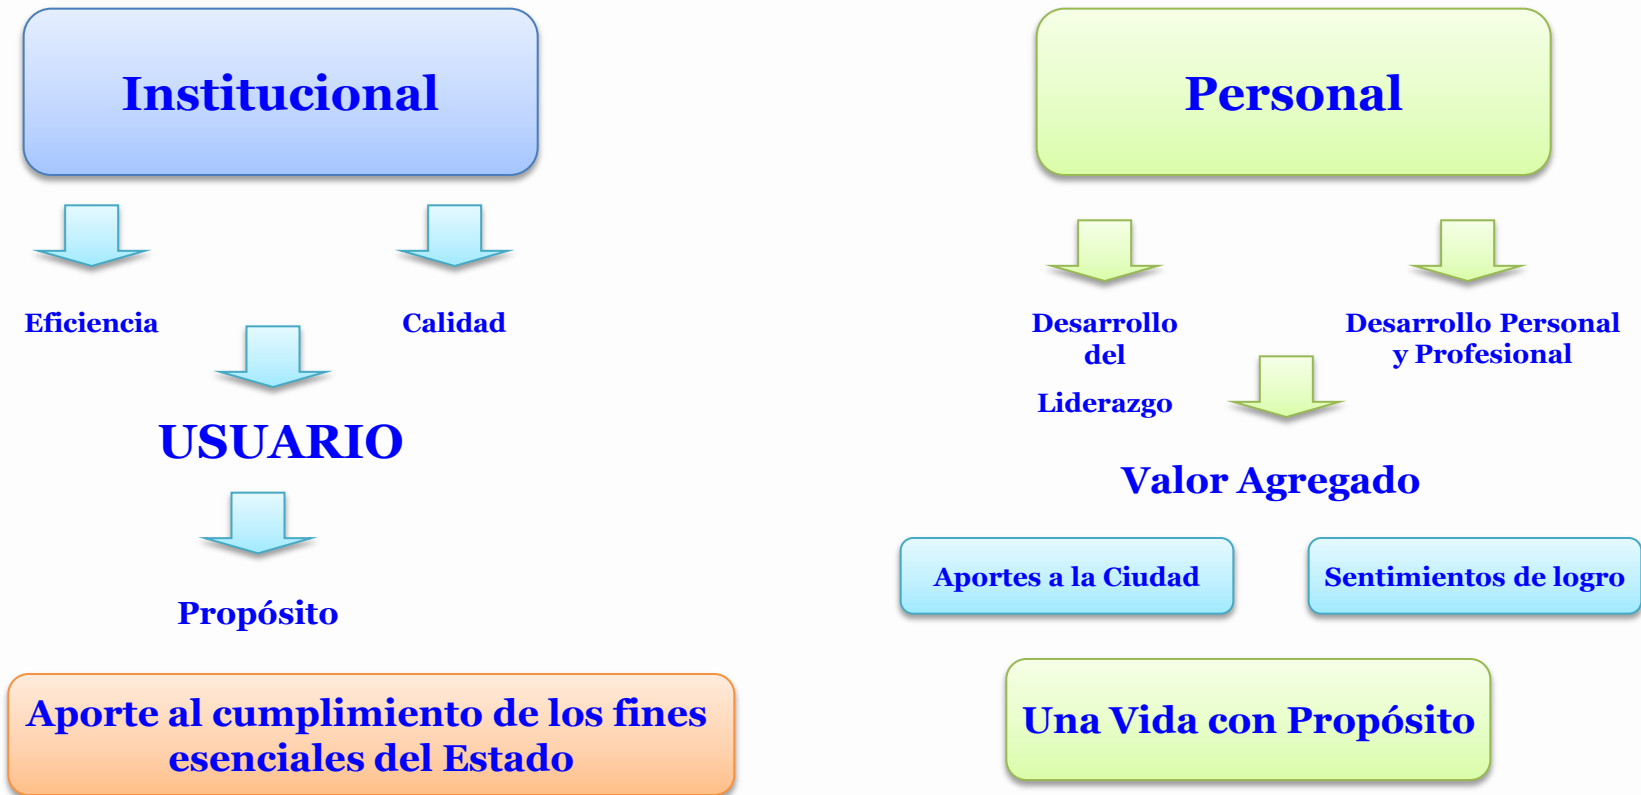 Institucional
Eficiencia
Calidad
USUARIO
Propósito
Aporte al cumplimiento de los fines
esenciales del Estado
Personal
Desarrollo
del
Liderazgo
Desarrollo Personal
y Profesional
Valor Agregado
Aportes a la Ciudad
Sentimientos de logro
Una Vida con Propósito